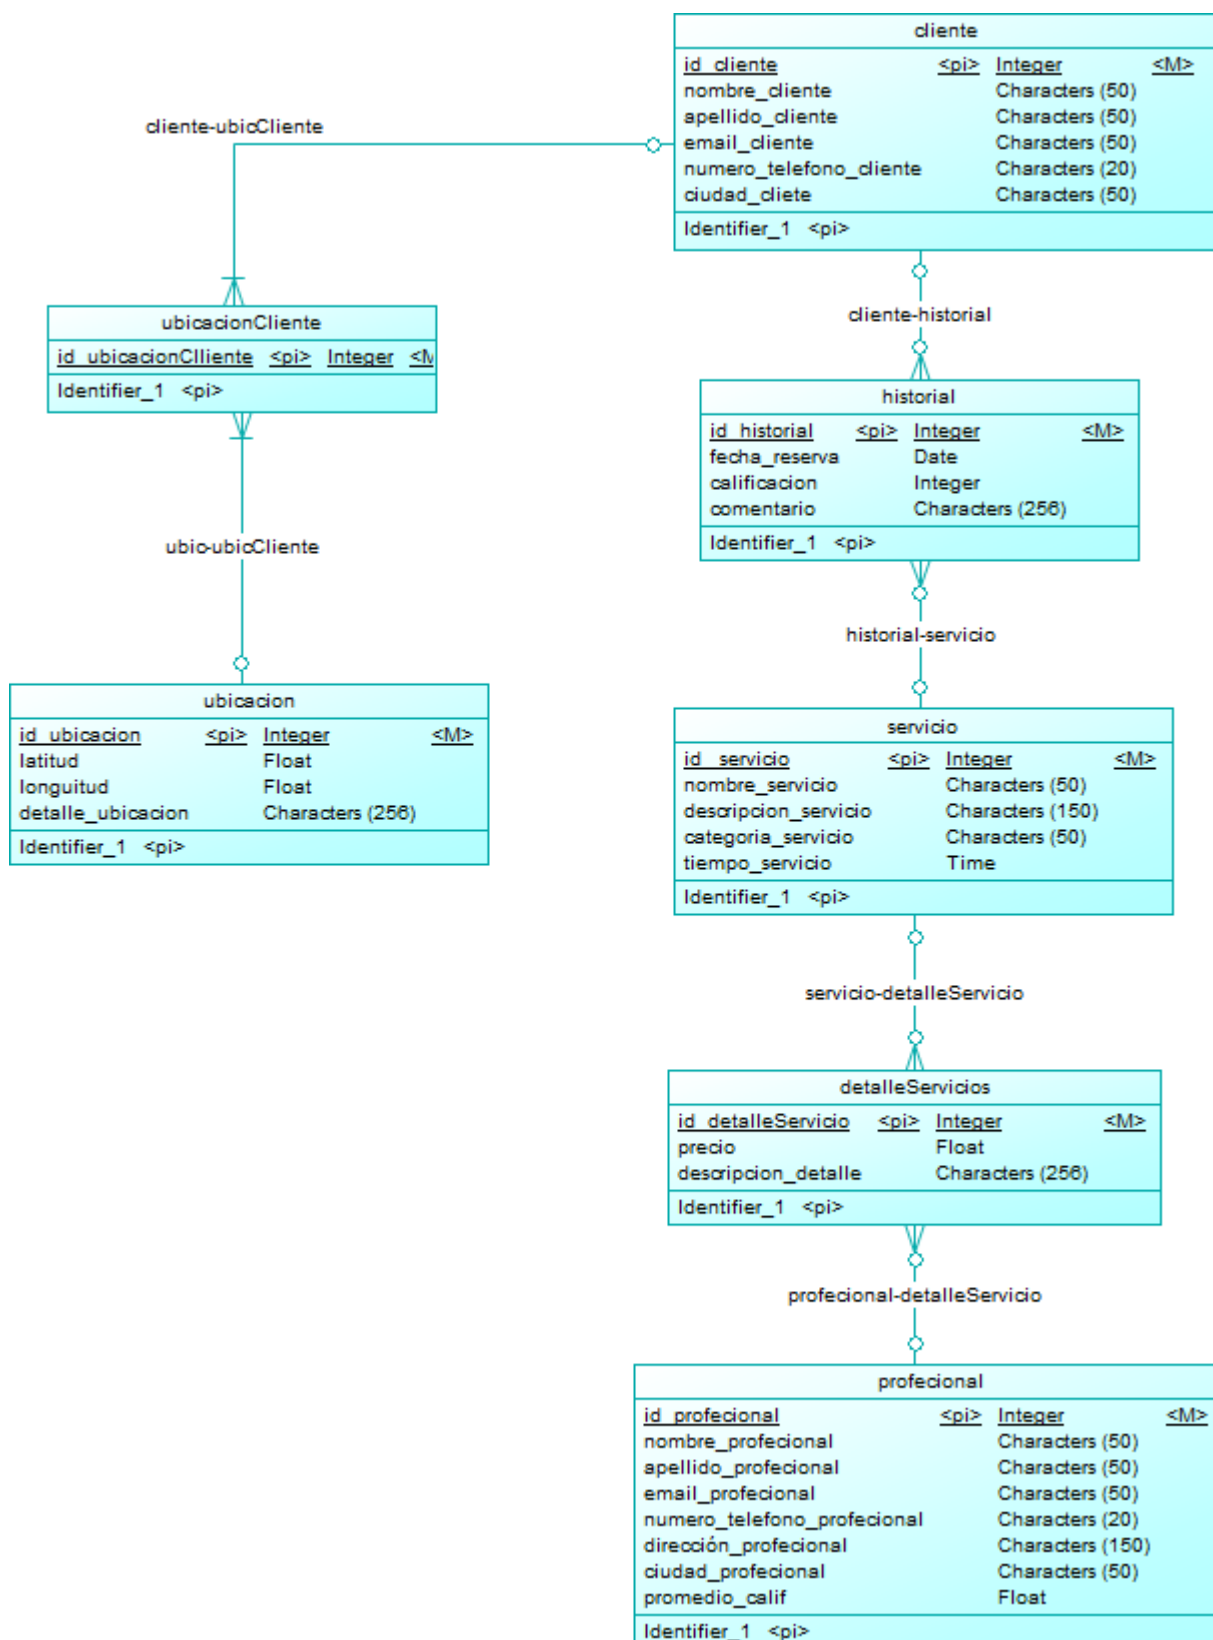 cliente
id_cliente <pi> Integer <M>
nombre_cliente Characters (50)
apellido_cliente Characters (50)
email_cliente Characters (50)
numero_telefono_cliente Characters (20)
ciudad_cliete Characters (50)
Identifier_1 <pi>
cliente-ubicCliente
ubicacionCliente
id_ubicacionClliente <pi> Integer <M
Identifier_1 <pi>
cliente-historial
historial
id_historial <pi> Integer <M>
fecha_reserva Date
calificacion Integer
comentario Characters (256)
Identifier_1 <pi>
ubic-ubicCliente
historial-servicio
ubicacion
id_ubicacion <pi> Integer <M>
latitud Float
longuitud Float
detalle_ubicacion Characters (256)
Identifier_1 <pi>
servicio
id_servicio <pi> Integer <M>
nombre_servicio Characters (50)
descripcion_servicio Characters (150)
categoria_servicio Characters (50)
tiempo_servicio Time
Identifier_1 <pi>
servicio-detalleServicio
detalleServicios
id_detalleServicio <pi> Integer <M>
precio Float
descripcion_detalle Characters (256)
Identifier_1 <pi>
profecional-detalleServicio
profecional
id_profecional <pi> Integer <M>
nombre_profecional Characters (50)
apellido_profecional Characters (50)
email_profecional Characters (50)
numero_telefono_profecional Characters (20)
dirección_profecional Characters (150)
ciudad_profecional Characters (50)
promedio_calif Float
Identifier_1 <pi>